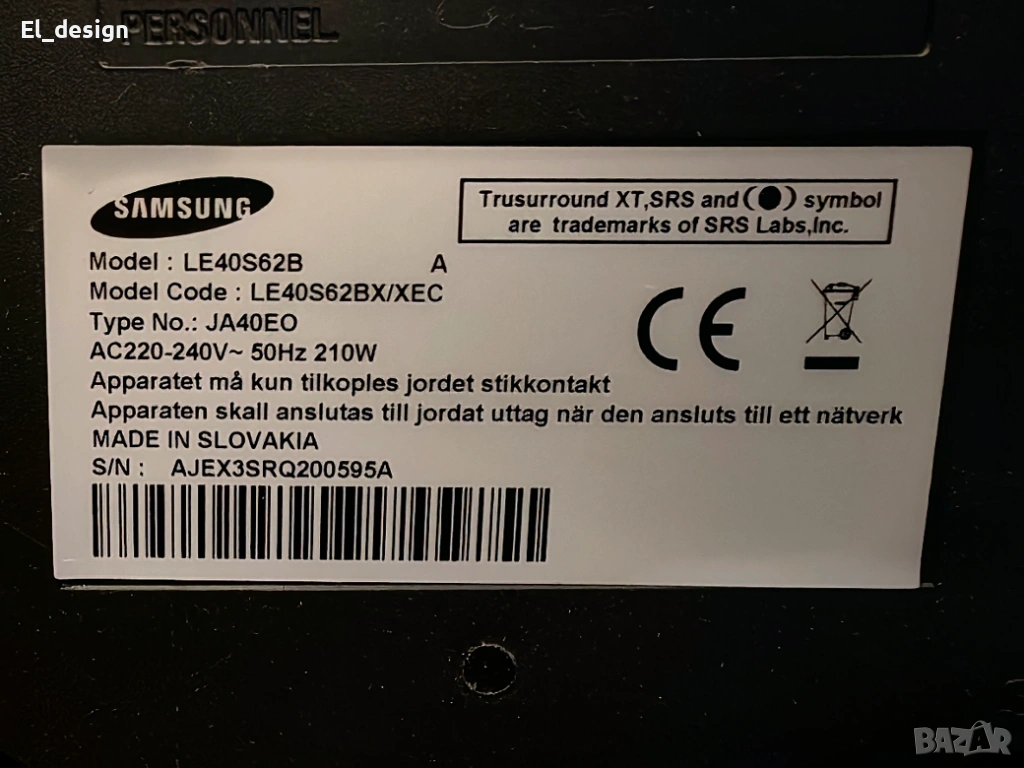 El_design
PERSONNEL
SAMSUNG
Trusurround XT,SRS and(●) symbol
are trademarks of SRS Labs,Inc.
Model : LE40S62B A
Model Code : LE40S62BX/XEC
Type No.: JA40EO
AC220-240V~ 50Hz 210W
Apparatet må kun tilkoples jordet stikkontakt
Apparaten skall anslutas till jordat uttag när den ansluts till ett nätverk
MADE IN SLOVAKIA
S/N : AJEX3SRQ200595A
CE
BAZAR